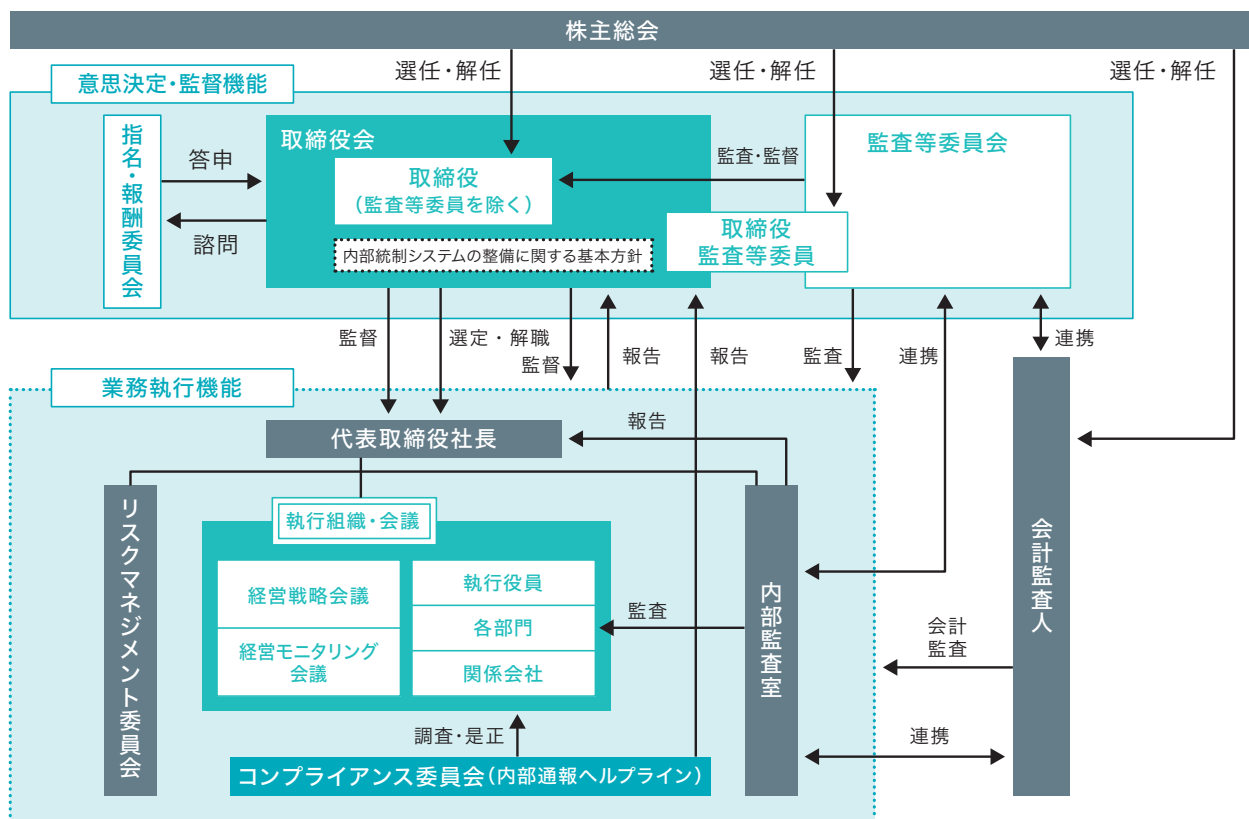 株主総会
選任・解任
選任・解任
選任・解任
意思決定・監督機能
指名・報酬委員会
答申
諮問
取締役会
取締役
（監査等委員を除く）
内部統制システムの整備に関する基本方針
監査・監督
監査等委員会
取締役
監査等委員
監督
選定・解職
監督
報告
報告
監査
連携
連携
業務執行機能
代表取締役社長
報告
リスクマネジメント委員会
執行組織・会議
経営戦略会議
経営モニタリング
会議
執行役員
各部門
関係会社
監査
内部監査室
会計監査人
会計
監査
調査・是正
連携
コンプライアンス委員会（内部通報ヘルプライン）